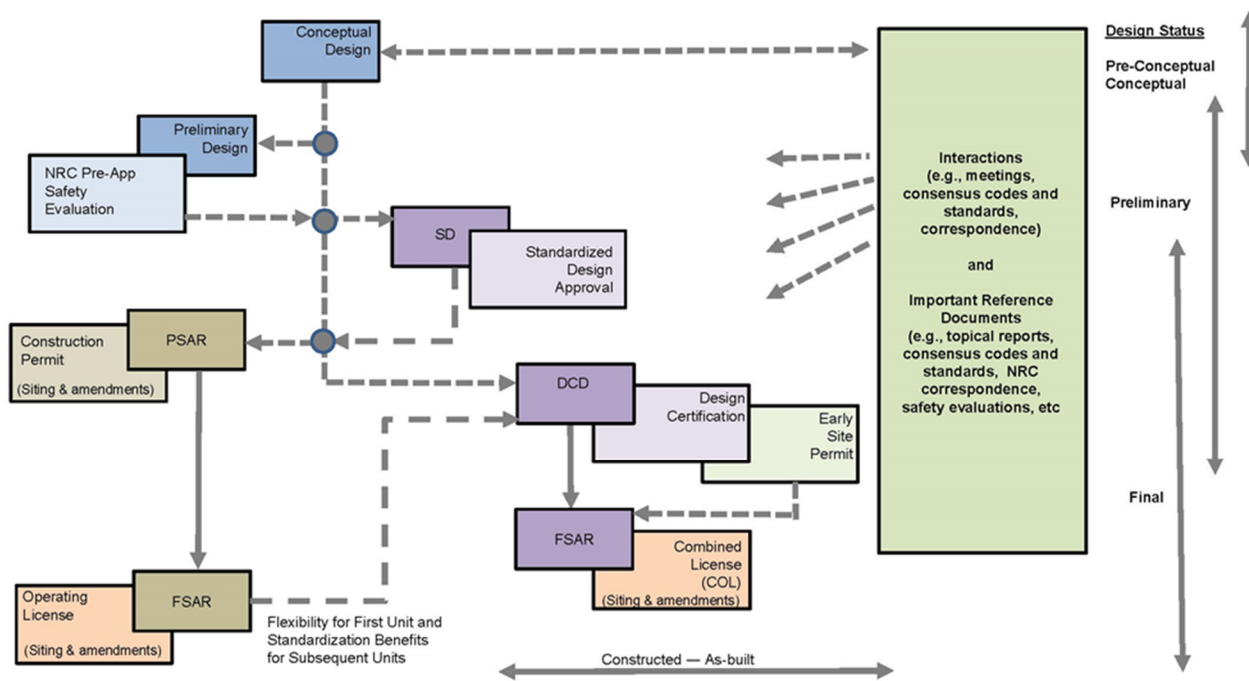 Conceptual
Design
Preliminary
Design
NRC Pre-App
Safety
Evaluation
SD
Standardized
Design
Approval
PSAR
Construction
Permit
(Siting & amendments)
DCD
Design
Certification
Early
Site
Permit
FSAR
Combined
License
(COL)
(Siting & amendments)
FSAR
Operating
License
(Siting & amendments)
Flexibility for First Unit and
Standardization Benefits
for Subsequent Units
Constructed — As-built
Interactions
(e.g., meetings,
consensus codes and
standards,
correspondence)
and
Important Reference
Documents
(e.g., topical reports,
consensus codes and
standards, NRC
correspondence,
safety evaluations, etc
Design Status
Pre-Conceptual
Conceptual
Preliminary
Final